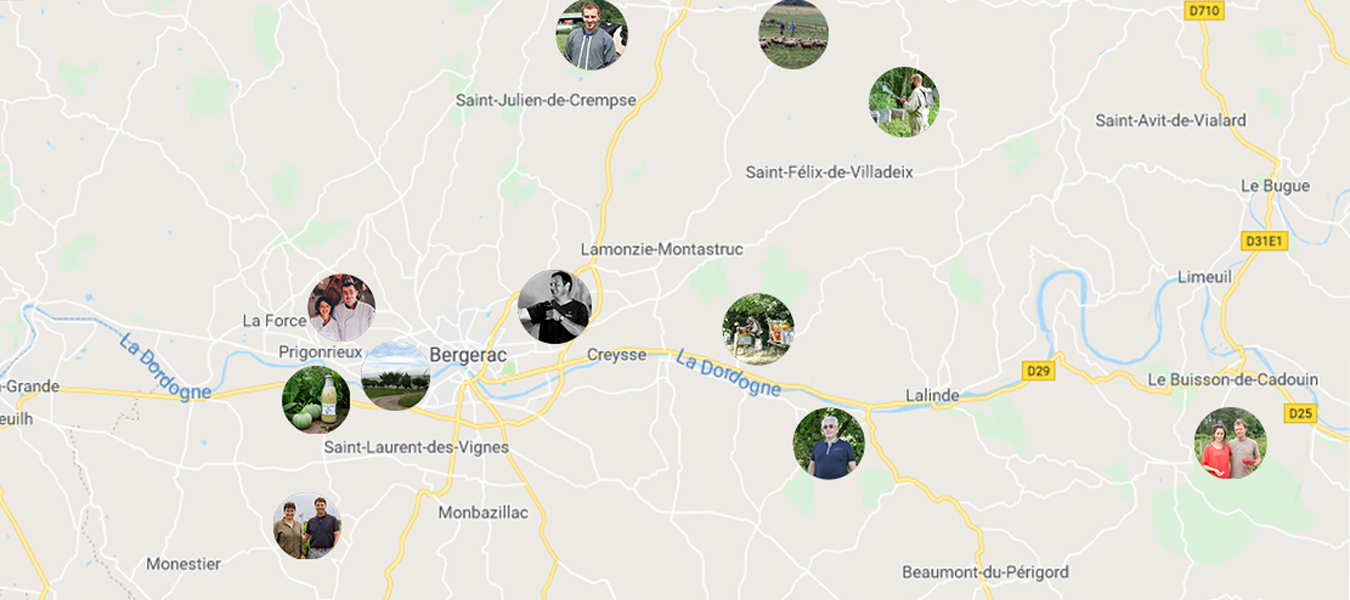 D710
Saint-Julien-de-Crempse
Saint-Avit-de-Vialard
Saint-Félix-de-Villadeix
Le Bugue
D31E1
Lamonzie-Montastruc
Limeuil
La Force
Prigonrieux
Bergerac
Creysse
La Dordogne
La Dordogne
D29
Le Buisson-de-Cadouin
-Grande
Lalinde
D25
euilh
Saint-Laurent-des-Vignes
Monbazillac
Monestier
Beaumont-du-Périgord